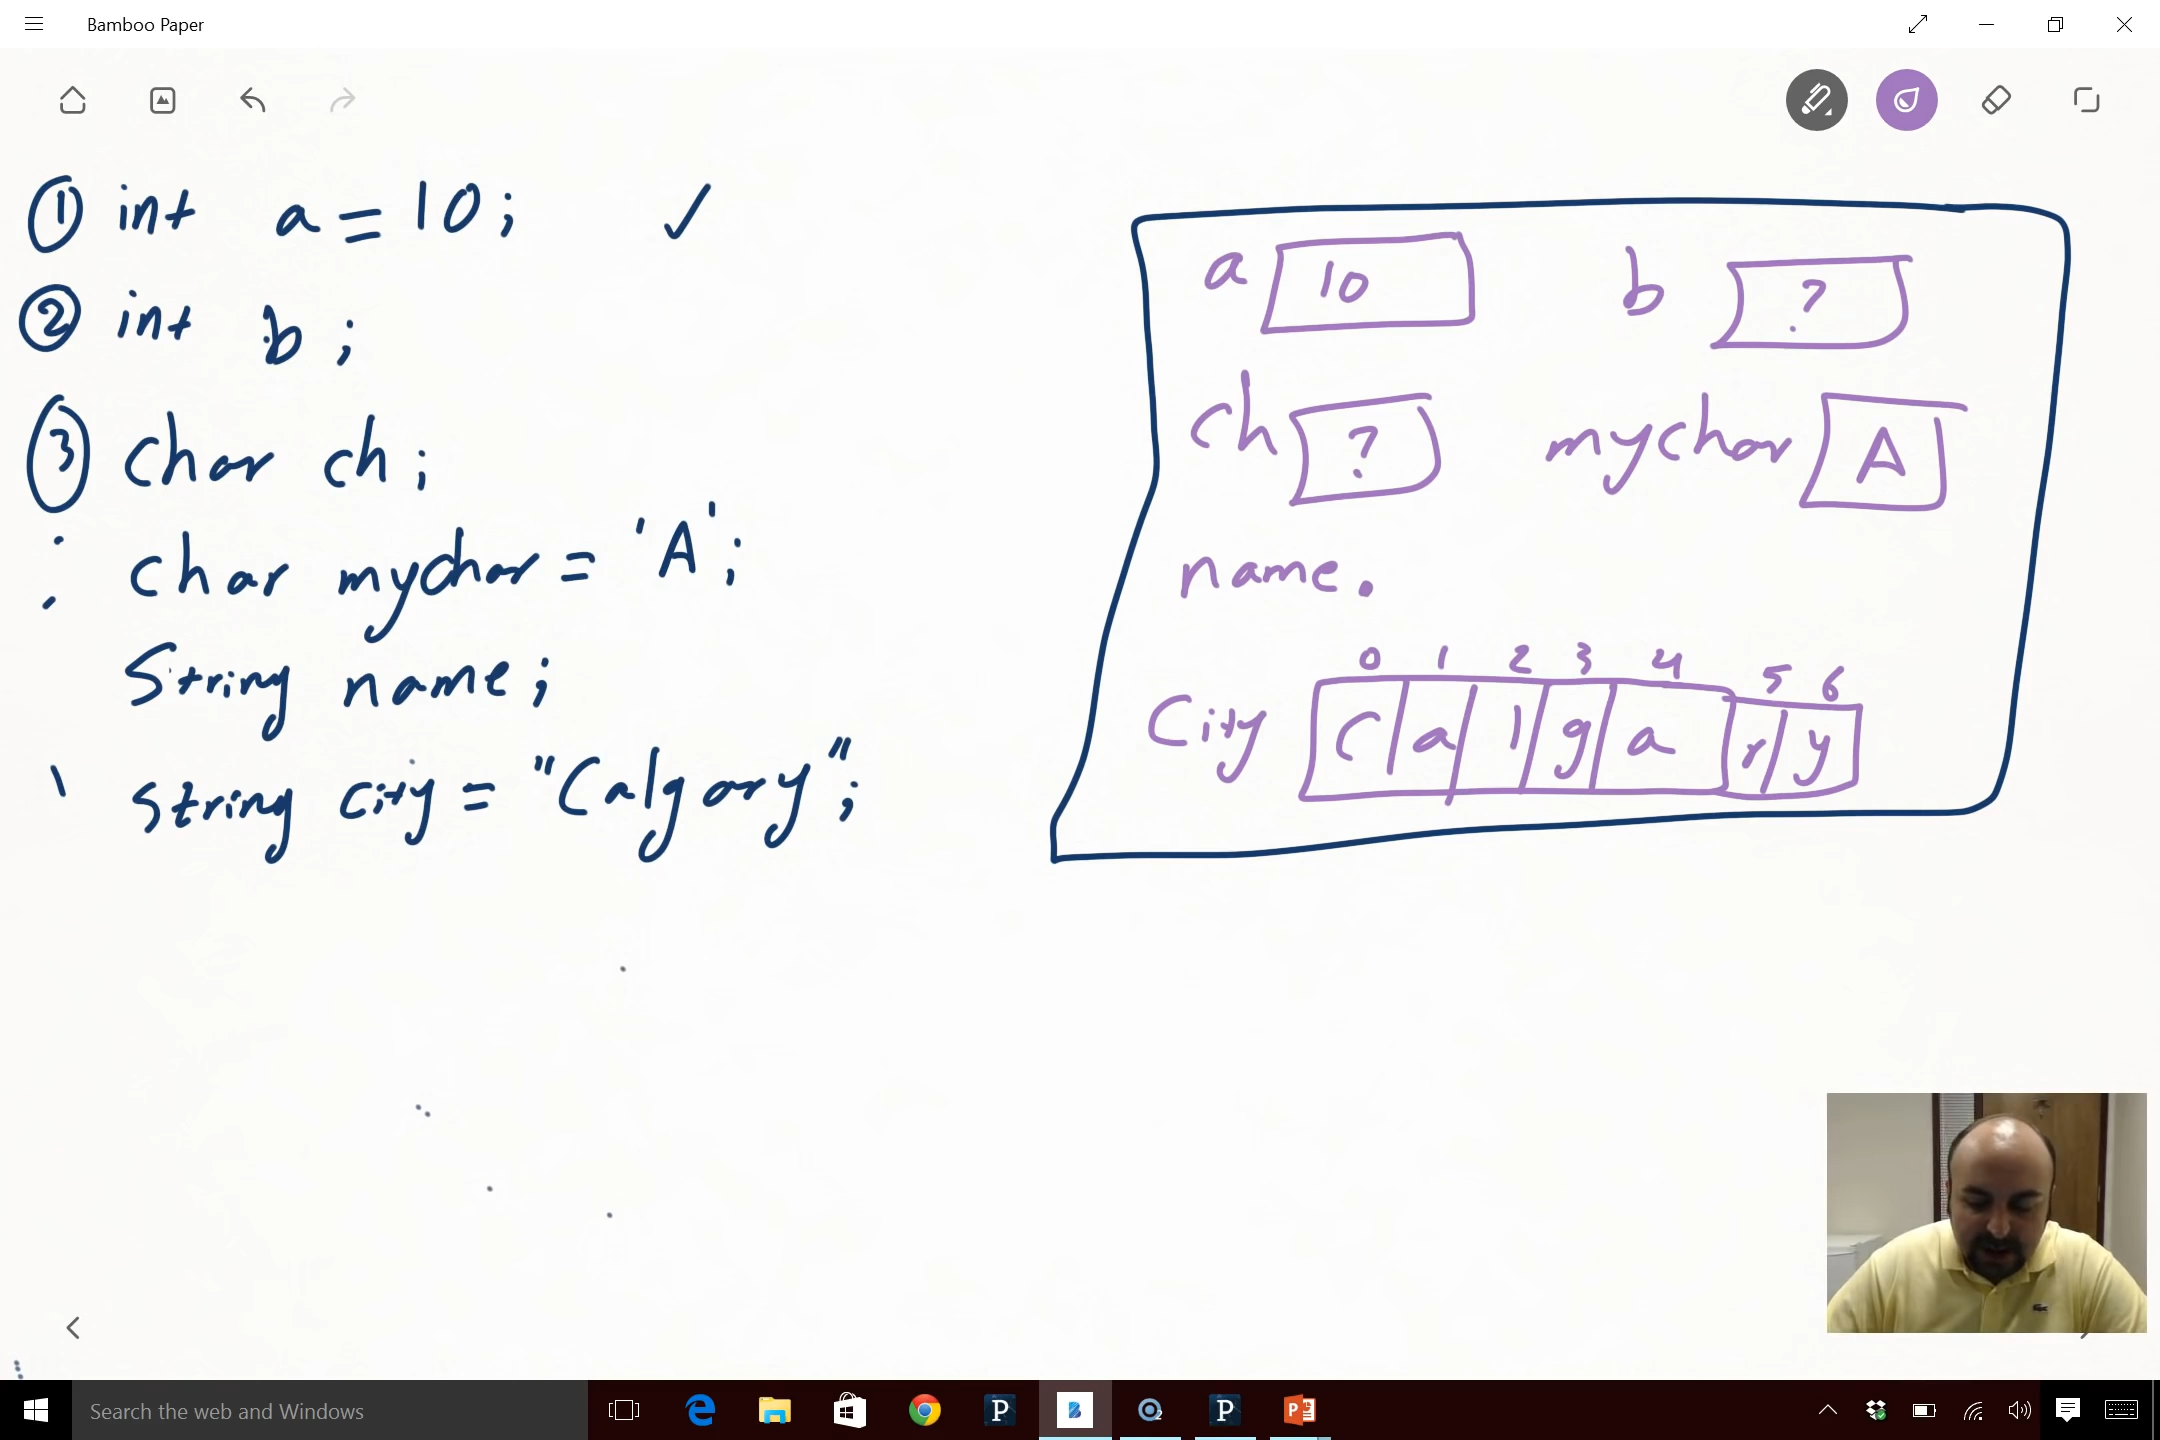 Bamboo Paper
① int a = 10; ✓
② int b ;
③ char ch ;
char mychar = 'A';
String name ;
String city = "Calgary";
a 10 b ?
ch ? mychar A
name .
0 1 2 3 4 5 6
City C a l g a r y
Search the web and Windows